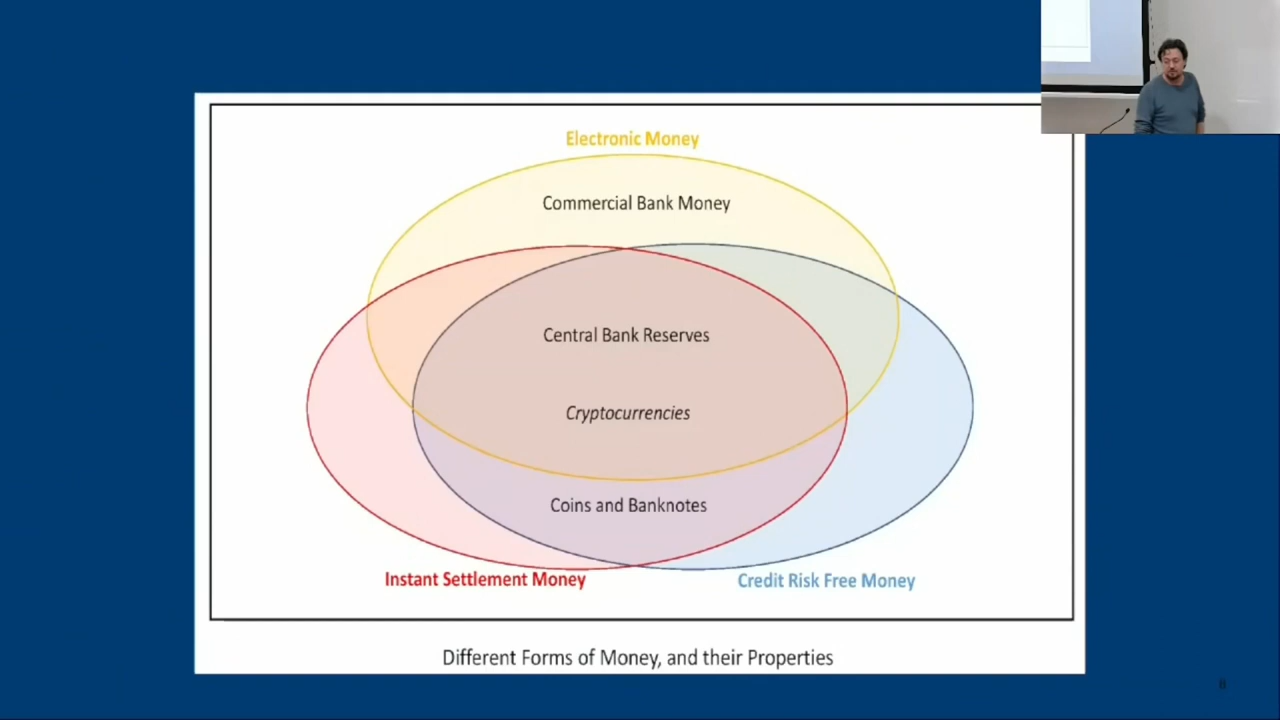 Electronic Money
Commercial Bank Money
Central Bank Reserves
Cryptocurrencies
Coins and Banknotes
Instant Settlement Money
Credit Risk Free Money
Different Forms of Money, and their Properties
8